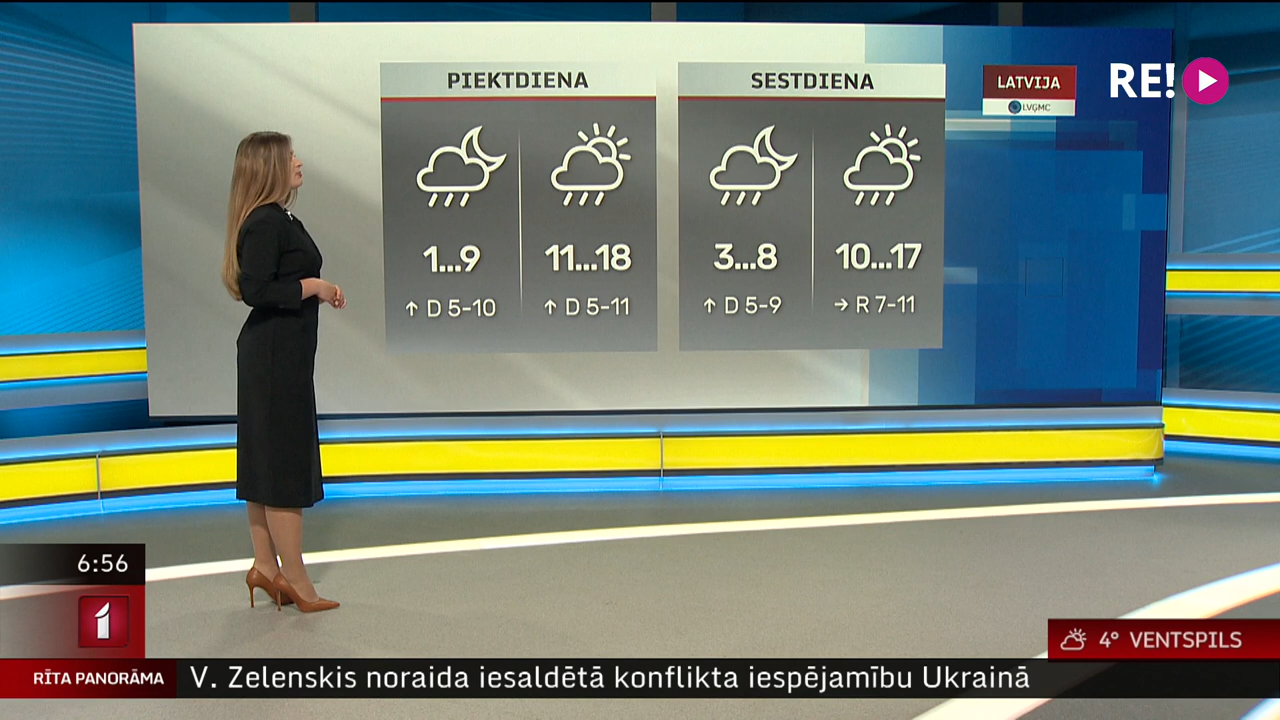 PIEKTDIENA
1...9
11...18
↑ D 5-10
↑ D 5-11
SESTDIENA
3...8
10...17
↑ D 5-9
→ R 7-11
LATVIJA
LVĢMC
RE!
6:56
1
4° VENTSPILS
RĪTA PANORĀMA
V. Zelenskis noraida iesaldētā konflikta iespējamību Ukrainā